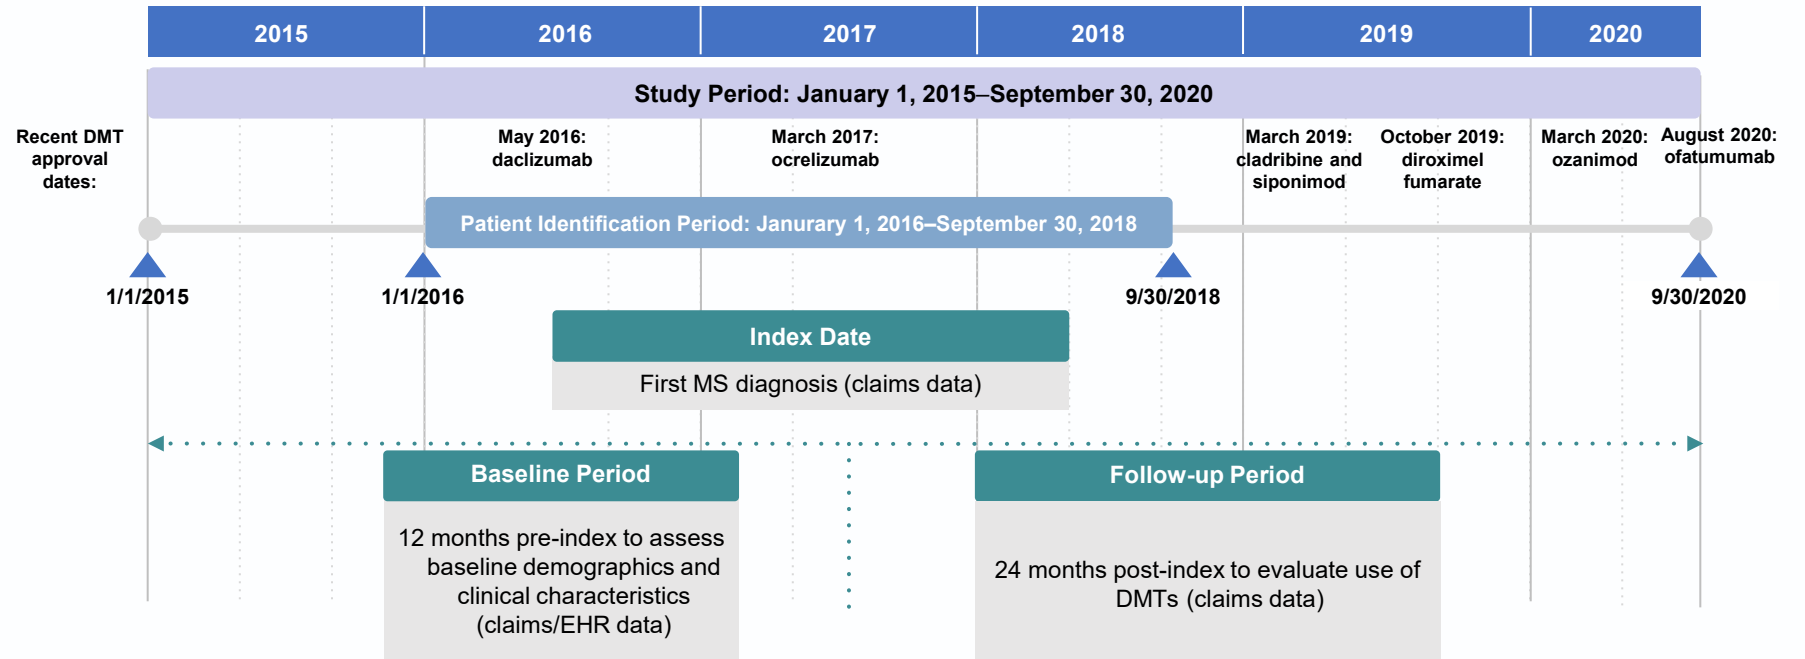 2015 2016 2017 2018 2019 2020
Study Period: January 1, 2015–September 30, 2020
Recent DMT
approval
dates:
May 2016:
daclizumab
March 2017:
ocrelizumab
March 2019:
cladribine and
siponimod
October 2019:
diroximel
fumarate
March 2020:
ozanimod
August 2020:
ofatumumab
Patient Identification Period: Janurary 1, 2016–September 30, 2018
1/1/2015 1/1/2016 9/30/2018 9/30/2020
Index Date
First MS diagnosis (claims data)
Baseline Period
12 months pre-index to assess
baseline demographics and
clinical characteristics
(claims/EHR data)
Follow-up Period
24 months post-index to evaluate use of
DMTs (claims data)